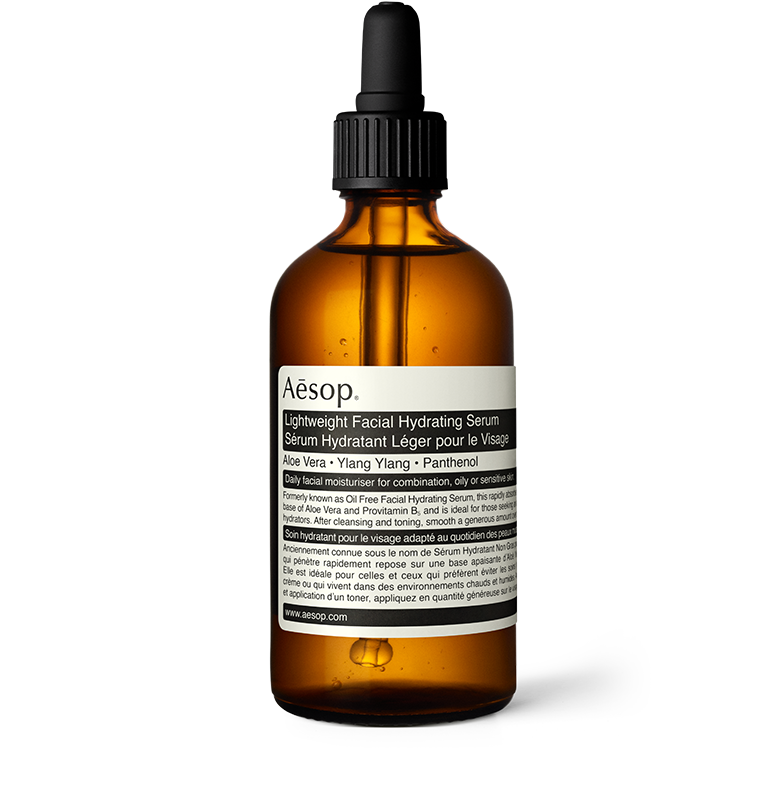 Aēsop®
Lightweight Facial Hydrating Serum
Sérum Hydratant Léger pour le Visage
Aloe Vera • Ylang Ylang • Panthenol
Daily facial moisturiser for combination, oily or sensitive skin
Formerly known as Oil Free Facial Hydrating Serum, this rapidly
base of Aloe Vera and Provitamin B₅ and is ideal for those seeking
hydrators. After cleansing and toning, smooth a generous amount
Soin hydratant pour le visage adapté au quotidien des peaux
Anciennement connue sous le nom de Sérum Hydratant Non
qui pénètre rapidement repose sur une base apaisante
Elle est idéale pour celles et ceux qui préfèrent éviter les
crème ou qui vivent dans des environnements chauds et humides,
et application d'un toner, appliquez en quantité généreuse sur le
www.aesop.com